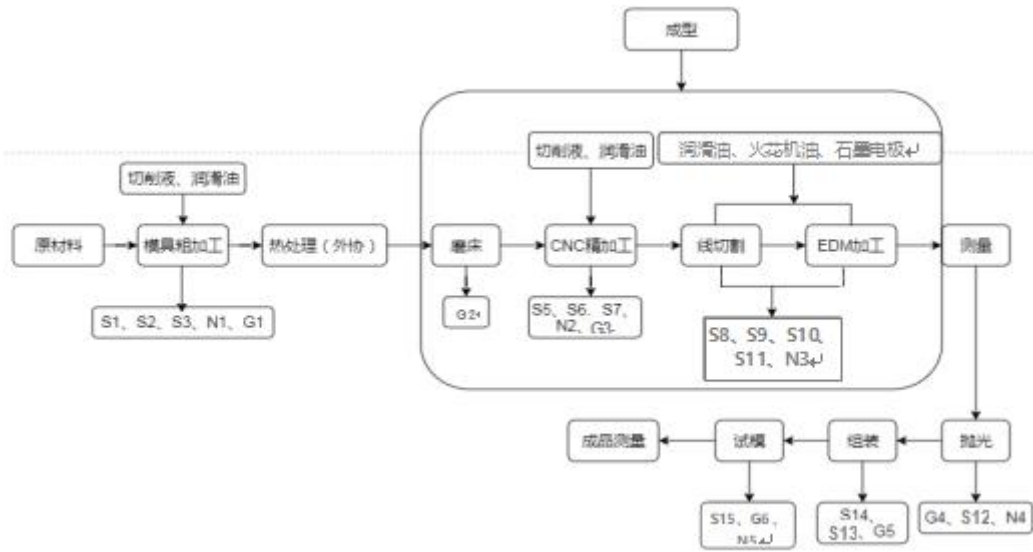 成型
切削液、润滑油
润滑油、火花机油、石墨电极↵
切削液、润滑油
原材料
模具粗加工
热处理（外协）
磨床
CNC精加工
线切割
EDM加工
测量
S1、S2、S3、N1、G1
G2
S5、S6、S7、
N2、G3
S8、S9、S10、
S11、N3↵
成品测量
试模
组装
抛光
S15、G6、
N5↵
S14、
S13、G5
G4、S12、N4